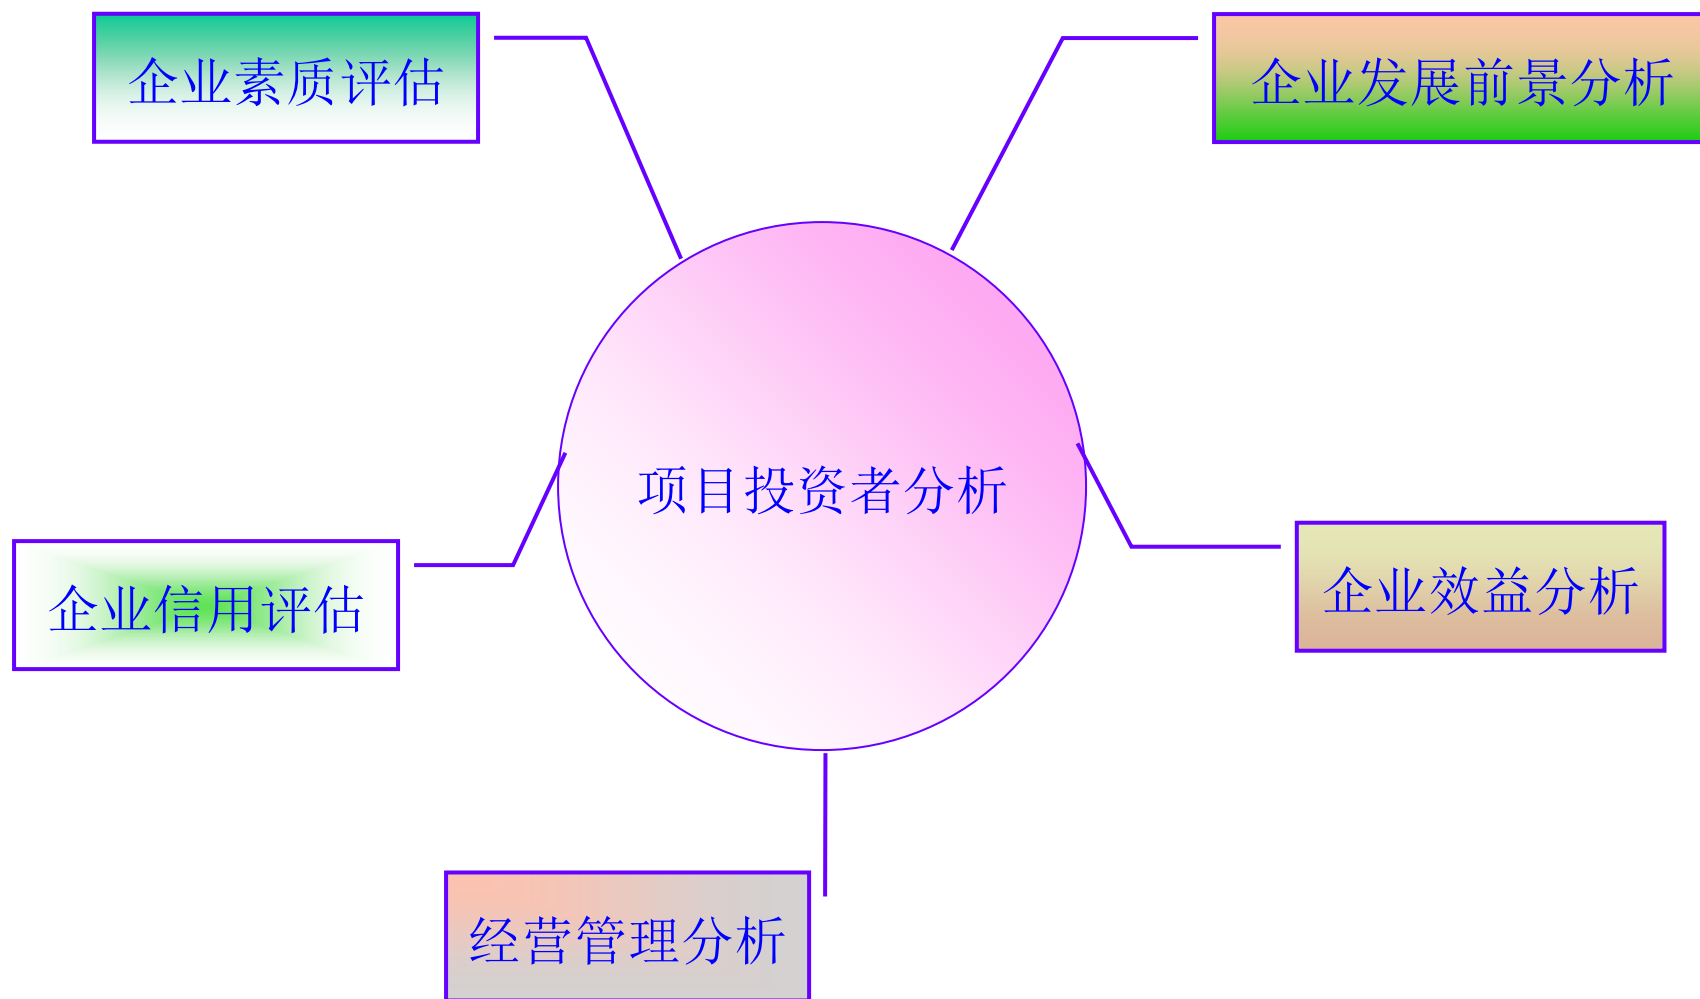 企业素质评估
企业发展前景分析
项目投资者分析
企业信用评估
企业效益分析
经营管理分析